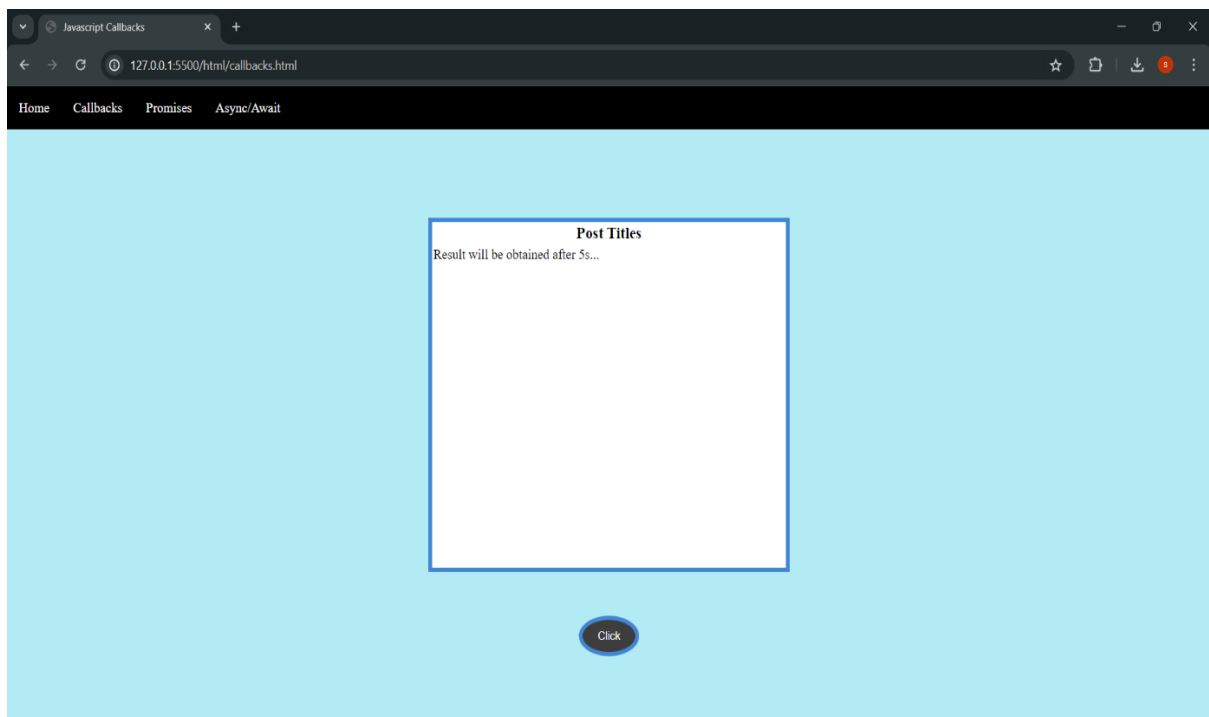 Javascript Callbacks
127.0.0.1:5500/html/callbacks.html
s
Home Callbacks Promises Async/Await
Post Titles
Result will be obtained after 5s...
Click